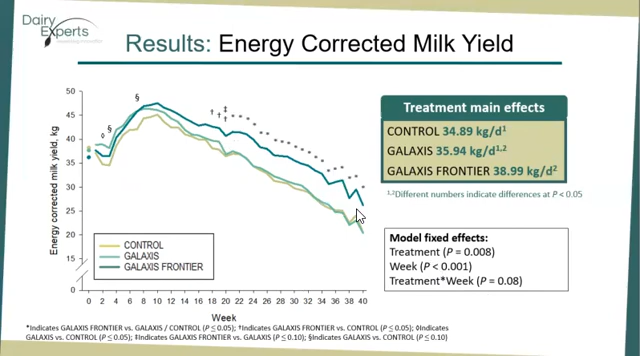 Dairy
Experts
Results: Energy Corrected Milk Yield
Energy corrected milk yield, kg
50
45
40
35
30
25
20
15
0
§
◊
§
† † ‡
†
* * * * * * * * * * * * * * * * *
CONTROL
GALAXIS
GALAXIS FRONTIER
0 2 4 6 8 10 12 14 16 18 20 22 24 26 28 30 32 34 36 38 40
Week
Treatment main effects
CONTROL 34.89 kg/d¹
GALAXIS 35.94 kg/d¹,²
GALAXIS FRONTIER 38.99 kg/d²
¹,²Different numbers indicate differences at P < 0.05
Model fixed effects:
Treatment (P = 0.008)
Week (P < 0.001)
Treatment*Week (P = 0.08)
*Indicates GALAXIS FRONTIER vs. GALAXIS / CONTROL (P ≤ 0.05); †Indicates GALAXIS FRONTIER vs. CONTROL (P ≤ 0.05); ◊Indicates
GALAXIS vs. CONTROL (P ≤ 0.05); ‡Indicates GALAXIS FRONTIER vs. GALAXIS (P ≤ 0.10); §Indicates GALAXIS vs. CONTROL (P ≤ 0.10)